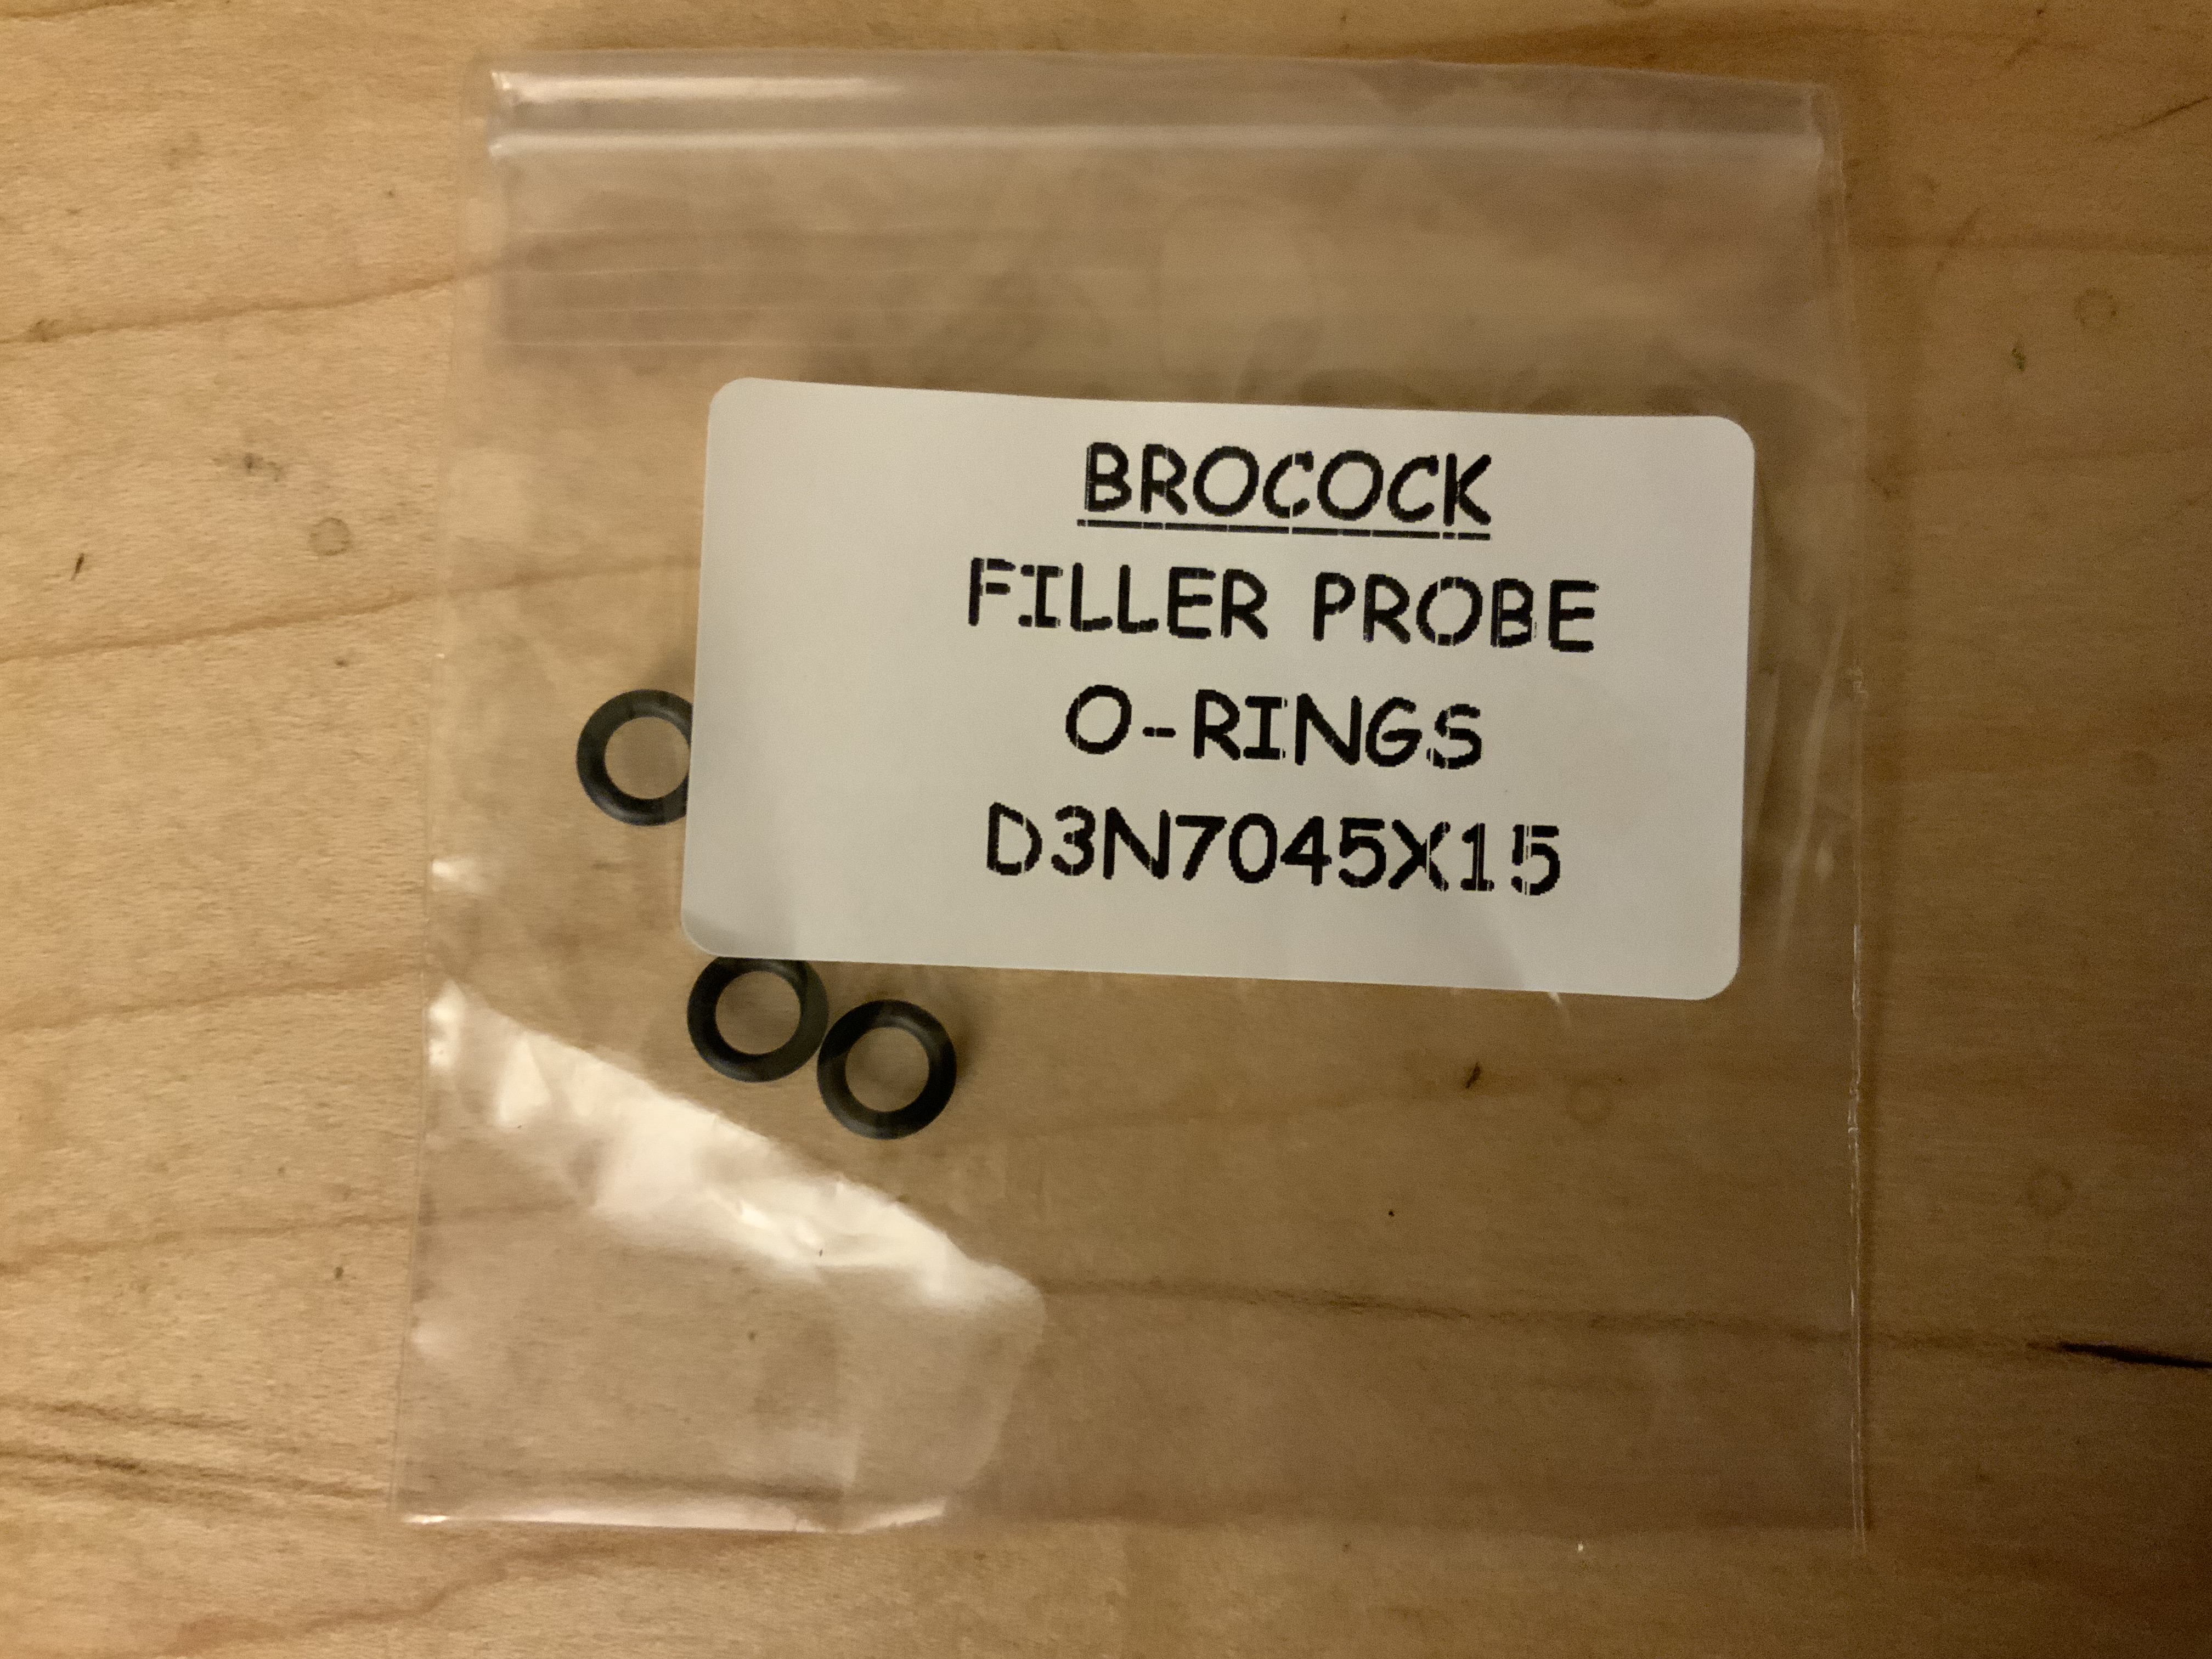 BROCOCK
FILLER PROBE
O-RINGS
D3N7045X15